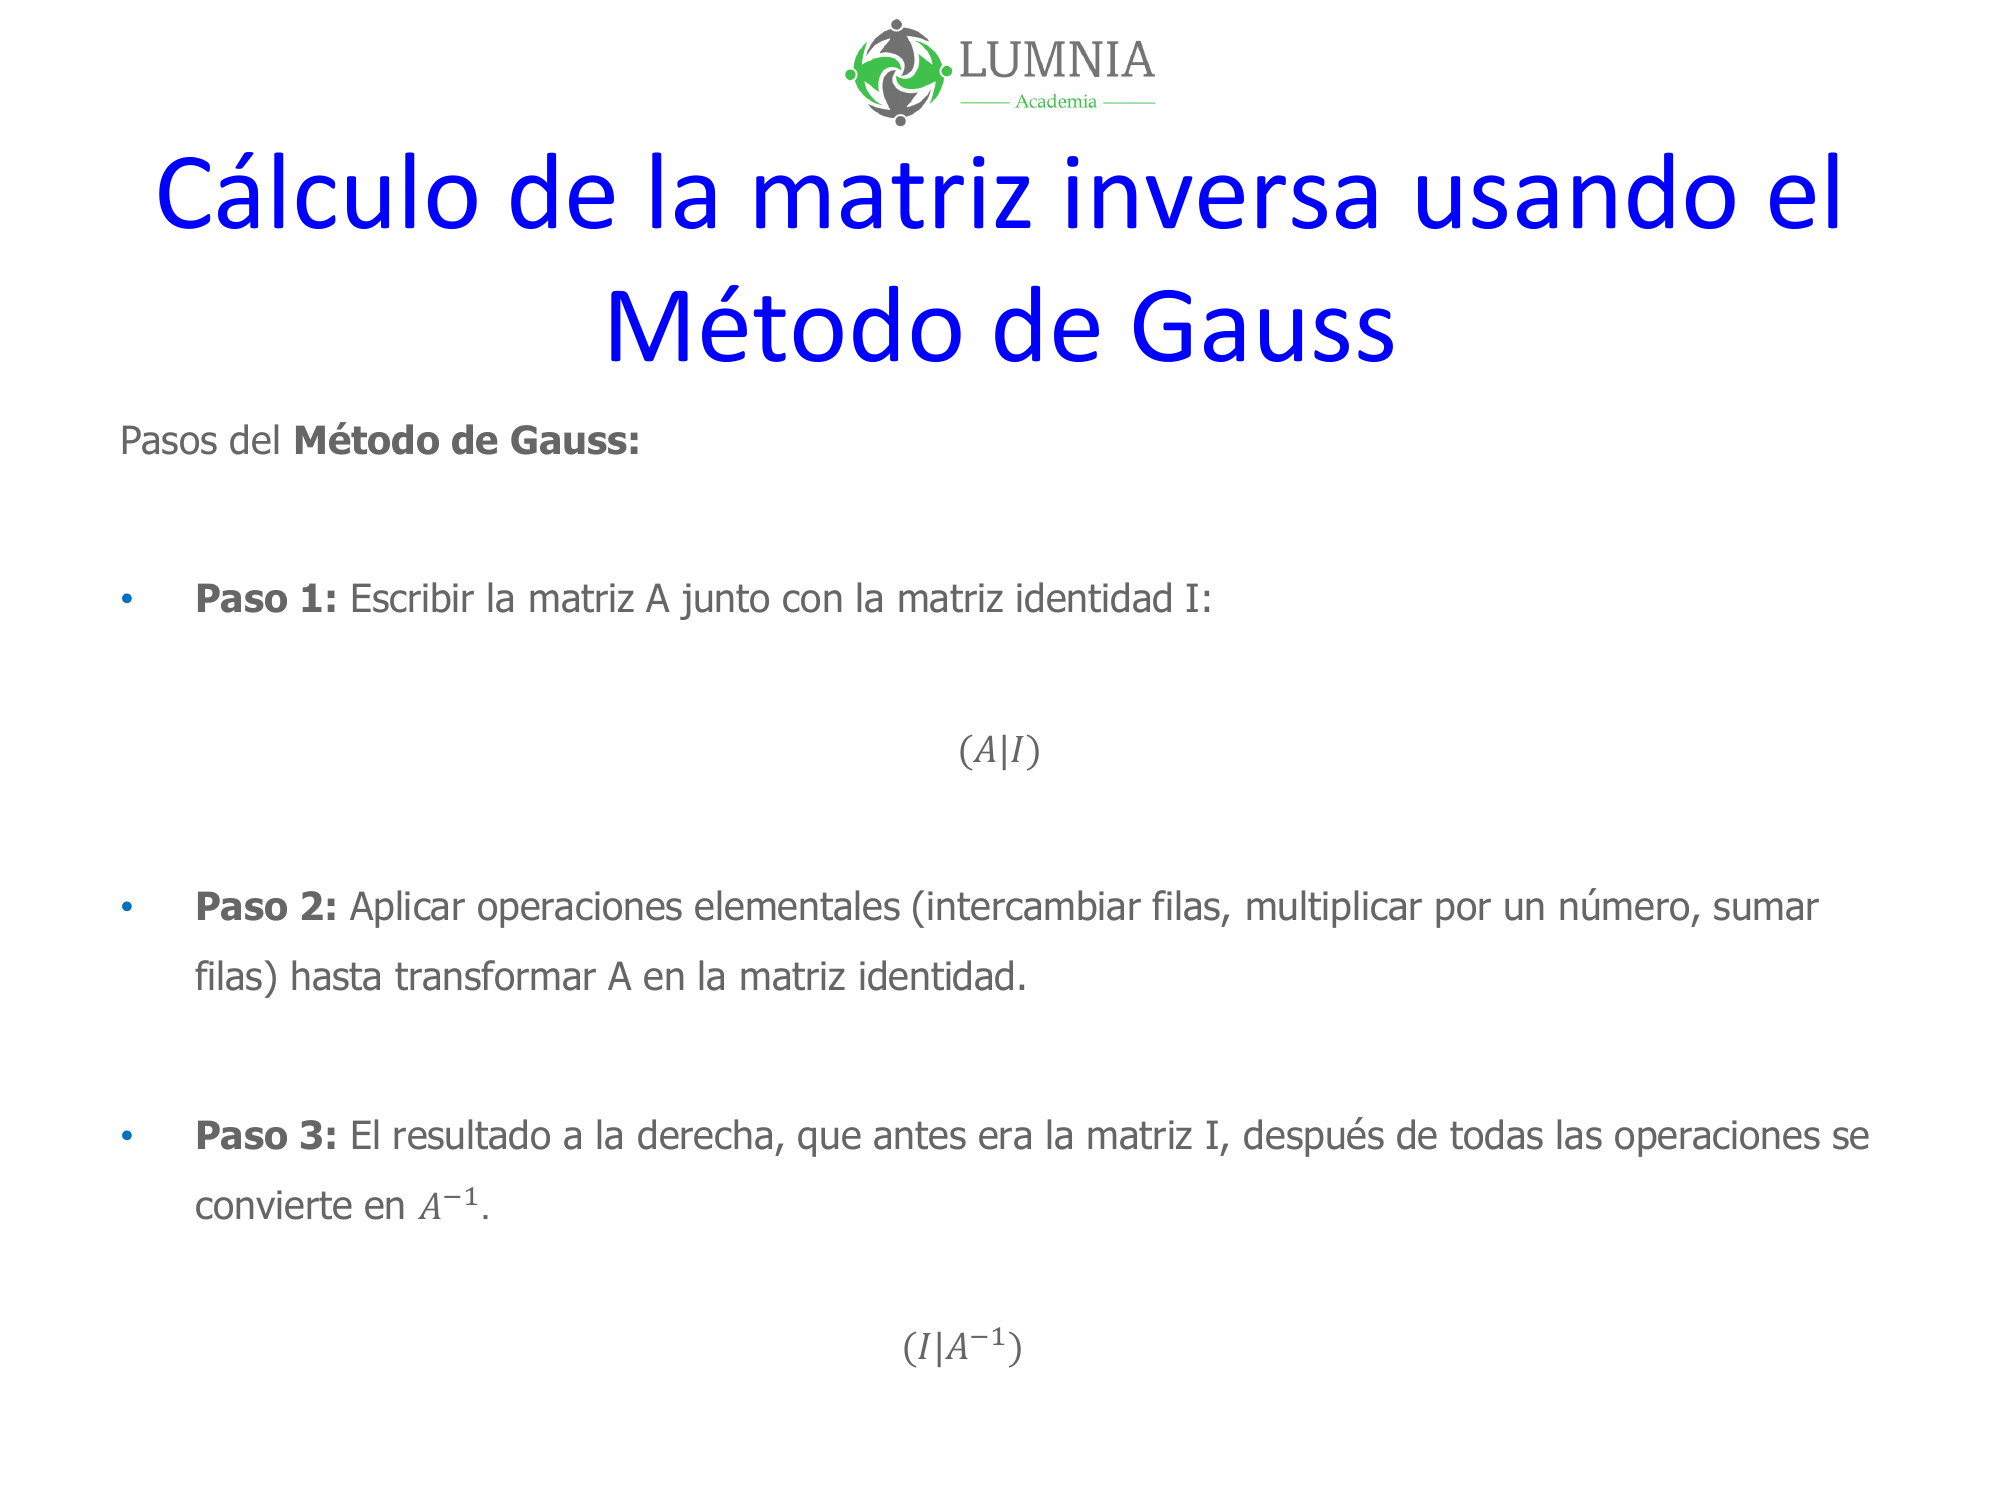 LUMNIA
Academia
Cálculo de la matriz inversa usando el
Método de Gauss
Pasos del Método de Gauss:
• Paso 1: Escribir la matriz A junto con la matriz identidad I:
(A|I)
• Paso 2: Aplicar operaciones elementales (intercambiar filas, multiplicar por un número, sumar
filas) hasta transformar A en la matriz identidad.
• Paso 3: El resultado a la derecha, que antes era la matriz I, después de todas las operaciones se
convierte en A⁻¹.
(I|A⁻¹)